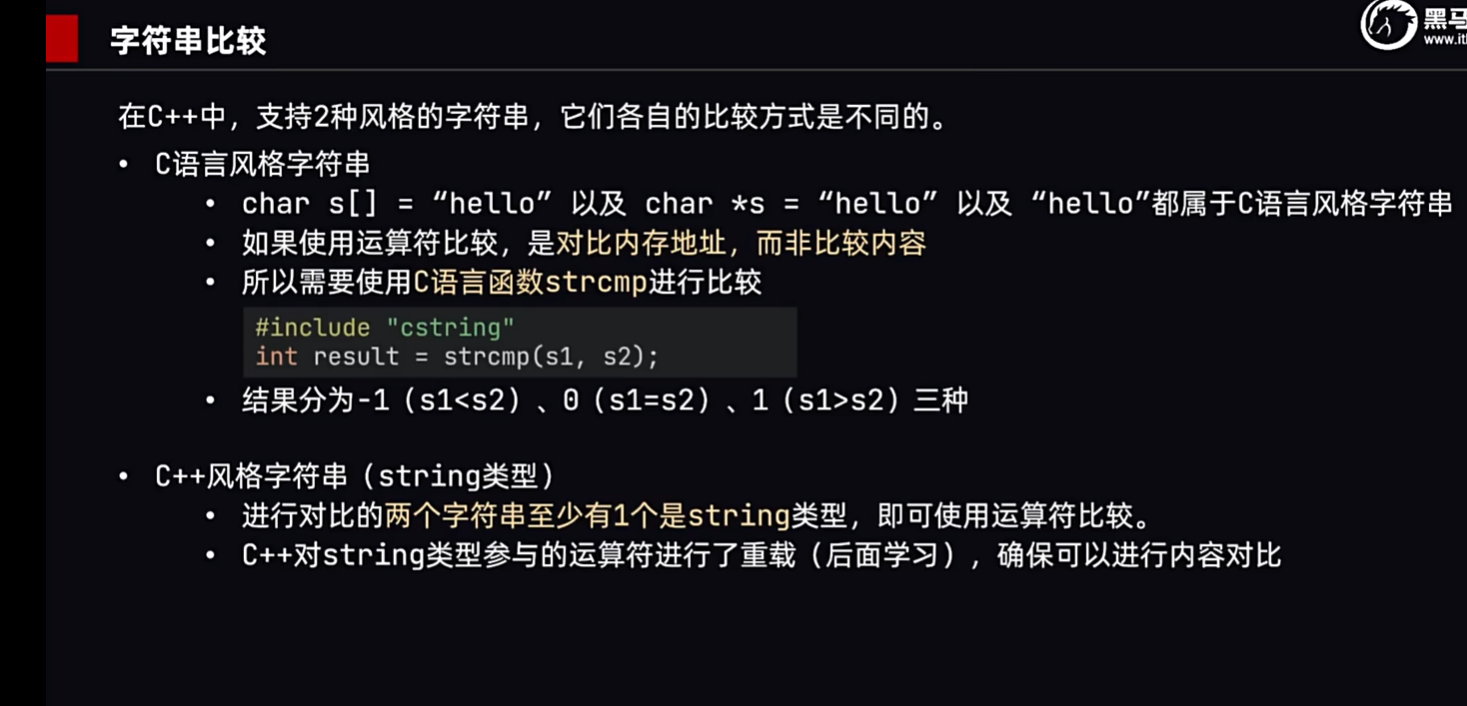 字符串比较
黑马
www.it
在C++中，支持2种风格的字符串，它们各自的比较方式是不同的。
• C语言风格字符串
• char s[] = “hello” 以及 char *s = “hello” 以及 “hello”都属于C语言风格字符串
• 如果使用运算符比较，是对比内存地址，而非比较内容
• 所以需要使用C语言函数strcmp进行比较
#include "cstring"
int result = strcmp(s1, s2);
• 结果分为-1（s1<s2）、0（s1=s2）、1（s1>s2）三种
• C++风格字符串（string类型）
• 进行对比的两个字符串至少有1个是string类型，即可使用运算符比较。
• C++对string类型参与的运算符进行了重载（后面学习），确保可以进行内容对比